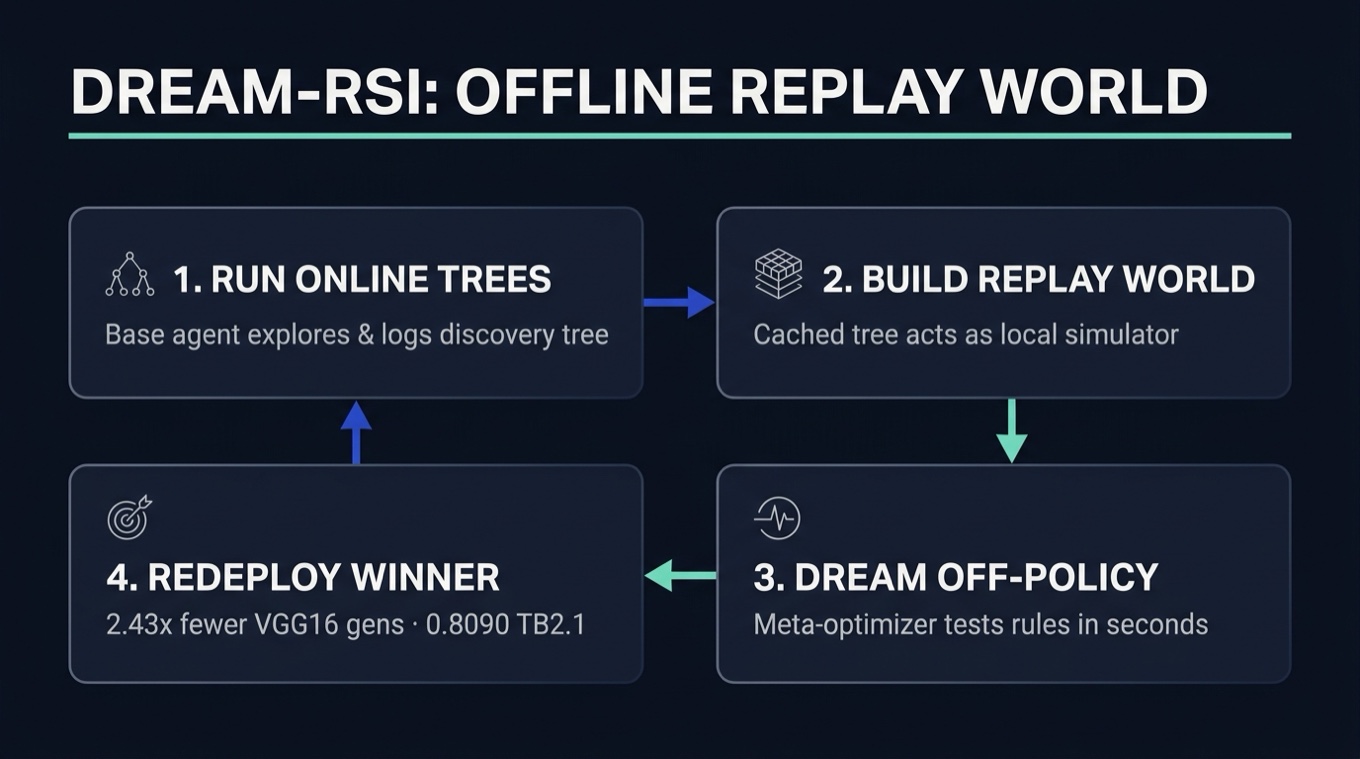 DREAM-RSI: OFFLINE REPLAY WORLD
1. RUN ONLINE TREES
Base agent explores & logs discovery tree
2. BUILD REPLAY WORLD
Cached tree acts as local simulator
4. REDEPLOY WINNER
2.43x fewer VGG16 gens · 0.8090 TB2.1
3. DREAM OFF-POLICY
Meta-optimizer tests rules in seconds